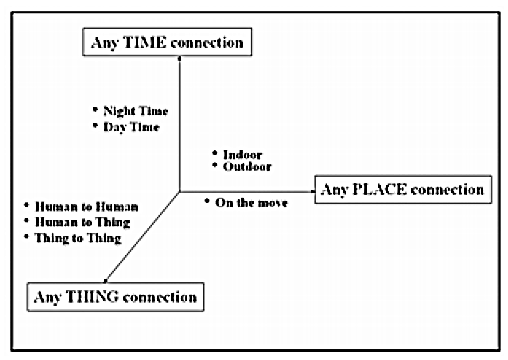 Any TIME connection
• Night Time
• Day Time
• Indoor
• Outdoor
Any PLACE connection
• On the move
• Human to Human
• Human to Thing
• Thing to Thing
Any THING connection